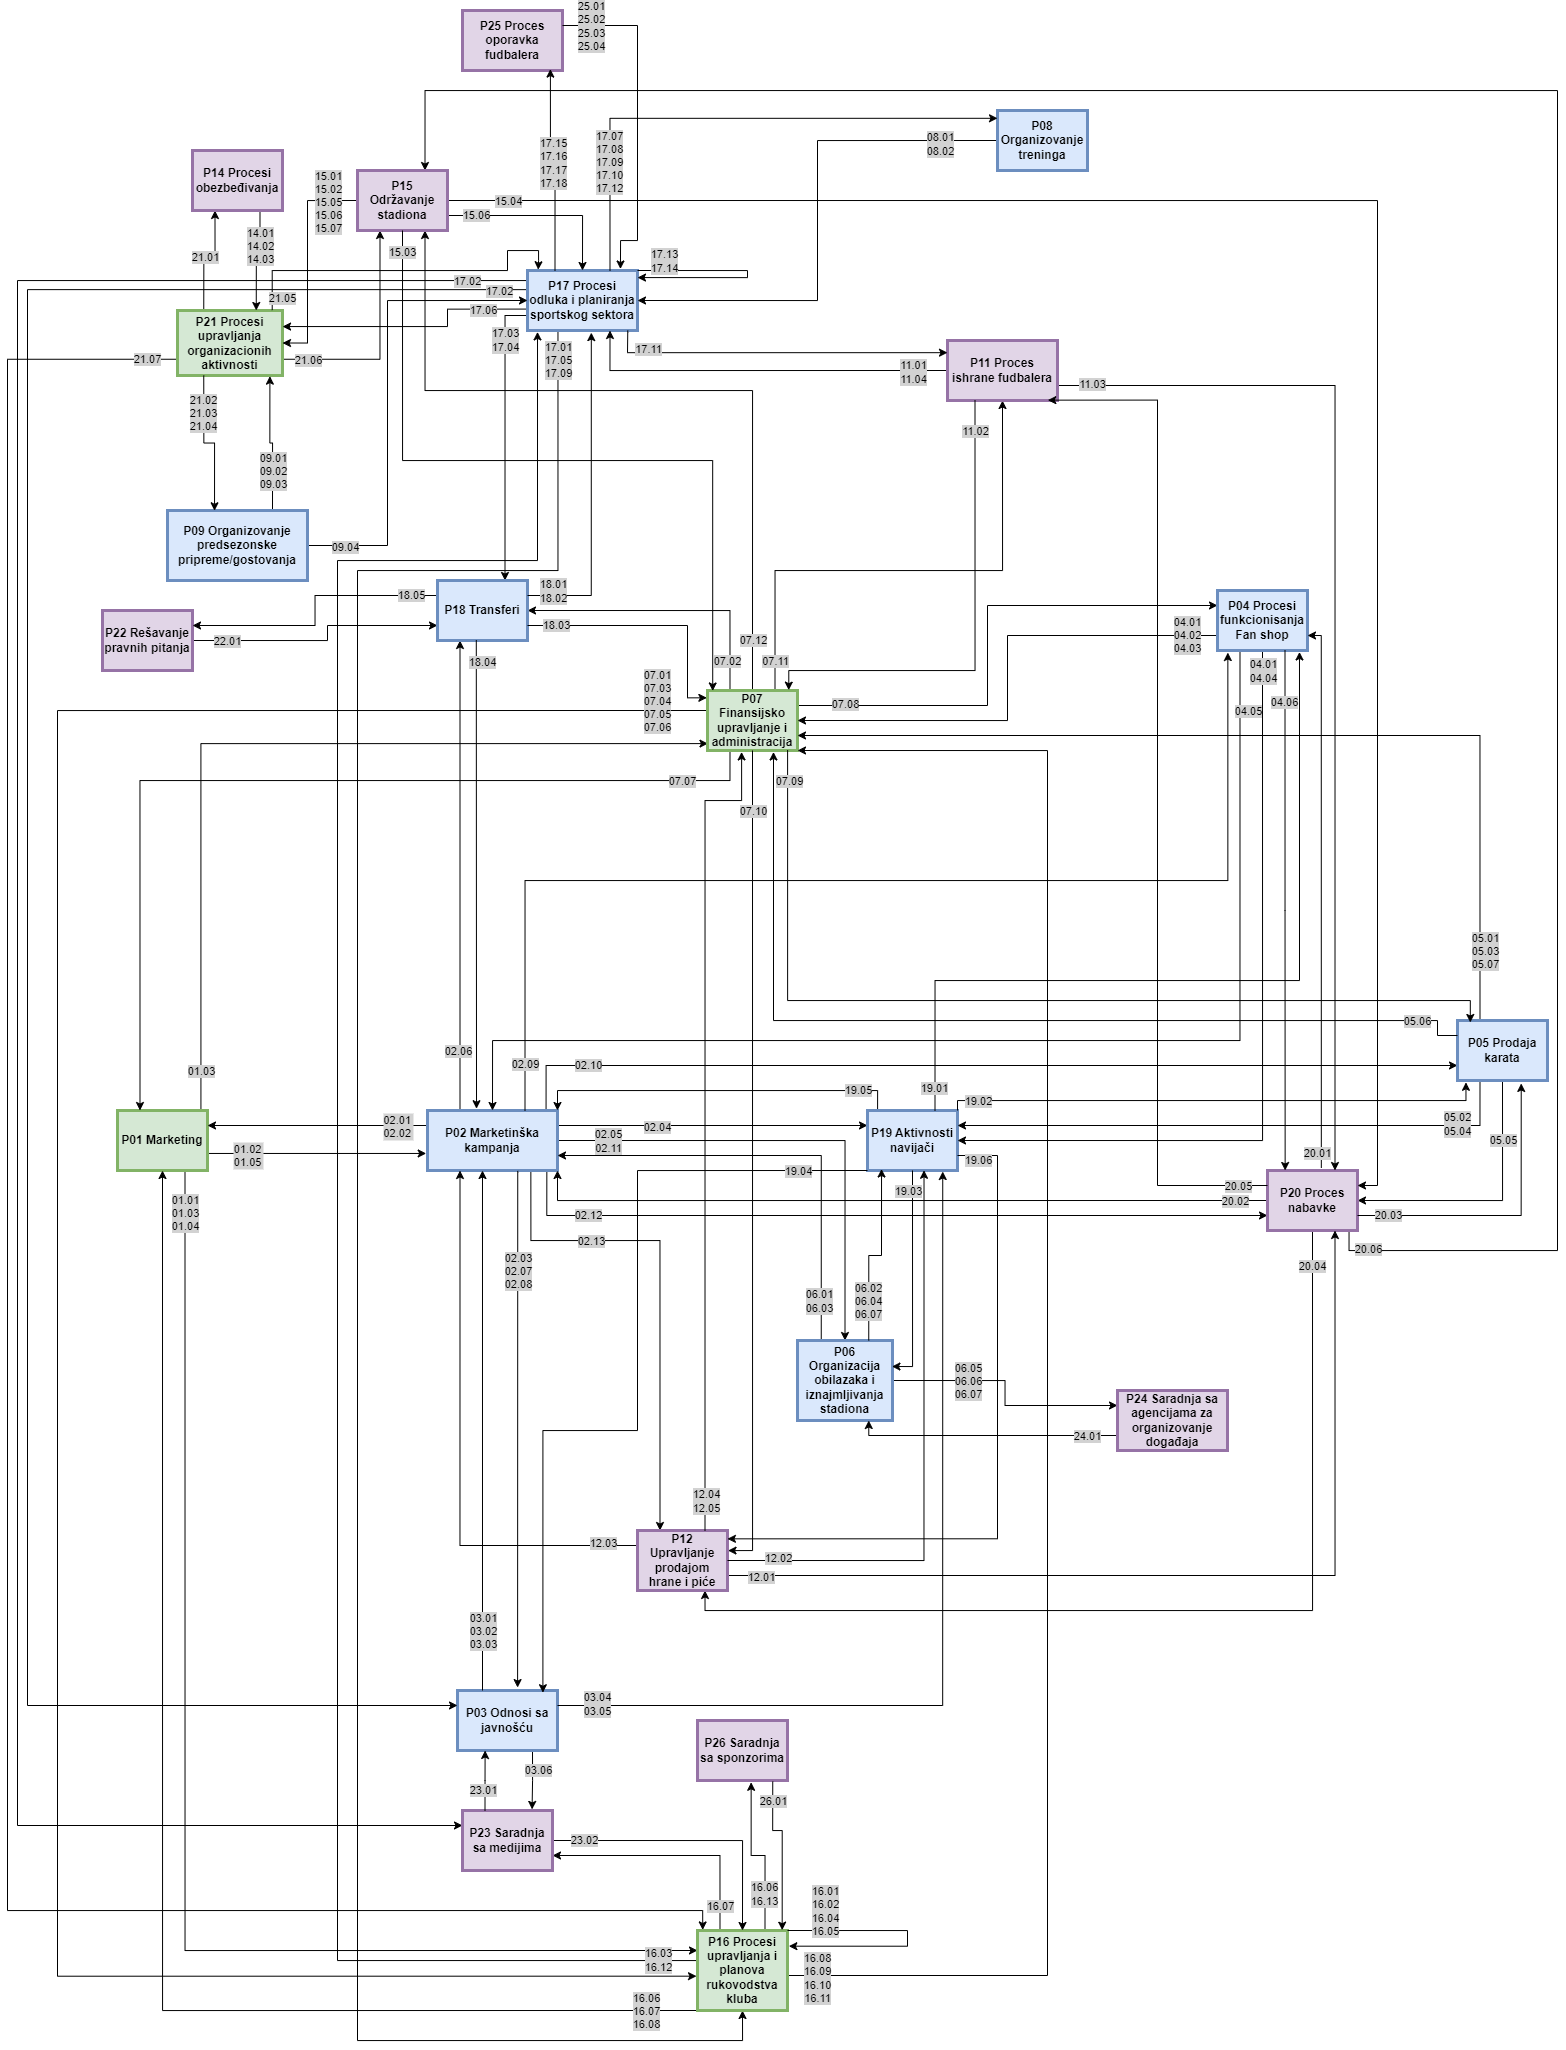 25.01
25.02
25.03
25.04
P25 Proces
oporavka
fudbalera
P08
Organizovanje
treninga
08.01
08.02
17.15
17.16
17.17
17.18
17.07
17.08
17.09
17.10
17.12
P14 Procesi
obezbeđivanja
P15
Održavanje
stadiona
15.01
15.02
15.05
15.06
15.07
15.04
15.06
14.01
14.02
14.03
21.01
15.03
17.13
17.14
17.02
17.02
21.05
P17 Procesi
odluka i planiranja
sportskog sektora
17.06
P21 Procesi
upravljanja
organizacionih
aktivnosti
21.07
21.06
17.03
17.04
17.01
17.05
17.09
17.11
P11 Proces
ishrane fudbalera
11.01
11.04
11.03
21.02
21.03
21.04
11.02
09.01
09.02
09.03
P09 Organizovanje
predsezonske
pripreme/gostovanja
09.04
18.05
P18 Transferi
18.01
18.02
P22 Rešavanje
pravnih pitanja
22.01
18.03
18.04
07.12
07.02
07.11
P04 Procesi
funkcionisanja
Fan shop
04.01
04.02
04.03
04.01
04.04
04.06
04.05
07.01
07.03
07.04
07.05
07.06
P07
Finansijsko
upravljanje i
administracija
07.08
07.07
07.09
07.10
05.01
05.03
05.07
05.06
P05 Prodaja
karata
02.06
02.09
02.10
01.03
19.05
19.01
19.02
P01 Marketing
02.01
02.02
01.02
01.05
P02 Marketinška
kampanja
02.04
02.05
02.11
P19 Aktivnosti
navijači
05.02
05.04
05.05
19.06
19.04
19.03
20.01
P20 Proces
nabavke
20.05
20.02
20.03
01.01
01.03
01.04
02.12
02.13
20.06
20.04
02.03
02.07
02.08
06.01
06.03
06.02
06.04
06.07
P06
Organizacija
obilazaka i
iznajmljivanja
stadiona
06.05
06.06
06.07
P24 Saradnja sa
agencijama za
organizovanje
događaja
24.01
12.04
12.05
12.03
P12
Upravljanje
prodajom
hrane i piće
12.02
12.01
03.01
03.02
03.03
P03 Odnosi sa
javnošću
03.04
03.05
P26 Saradnja
sa sponzorima
03.06
23.01
26.01
P23 Saradnja
sa medijima
23.02
16.07
16.06
16.13
16.01
16.02
16.04
16.05
P16 Procesi
upravljanja i
planova
rukovodstva
kluba
16.03
16.12
16.08
16.09
16.10
16.11
16.06
16.07
16.08